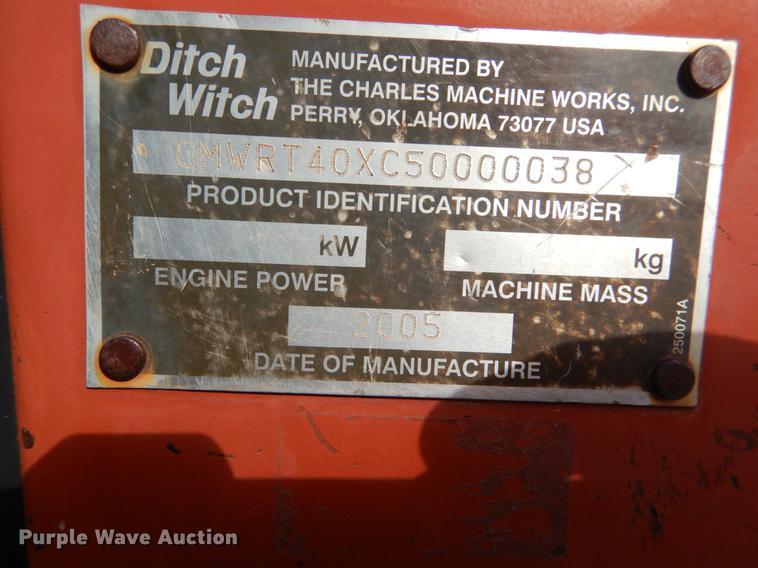 Ditch
Witch
MANUFACTURED BY
THE CHARLES MACHINE WORKS, INC.
PERRY, OKLAHOMA 73077 USA
CMWRT40XC50000038
PRODUCT IDENTIFICATION NUMBER
kW
kg
ENGINE POWER
MACHINE MASS
2005
DATE OF MANUFACTURE
250071A
Purple Wave Auction